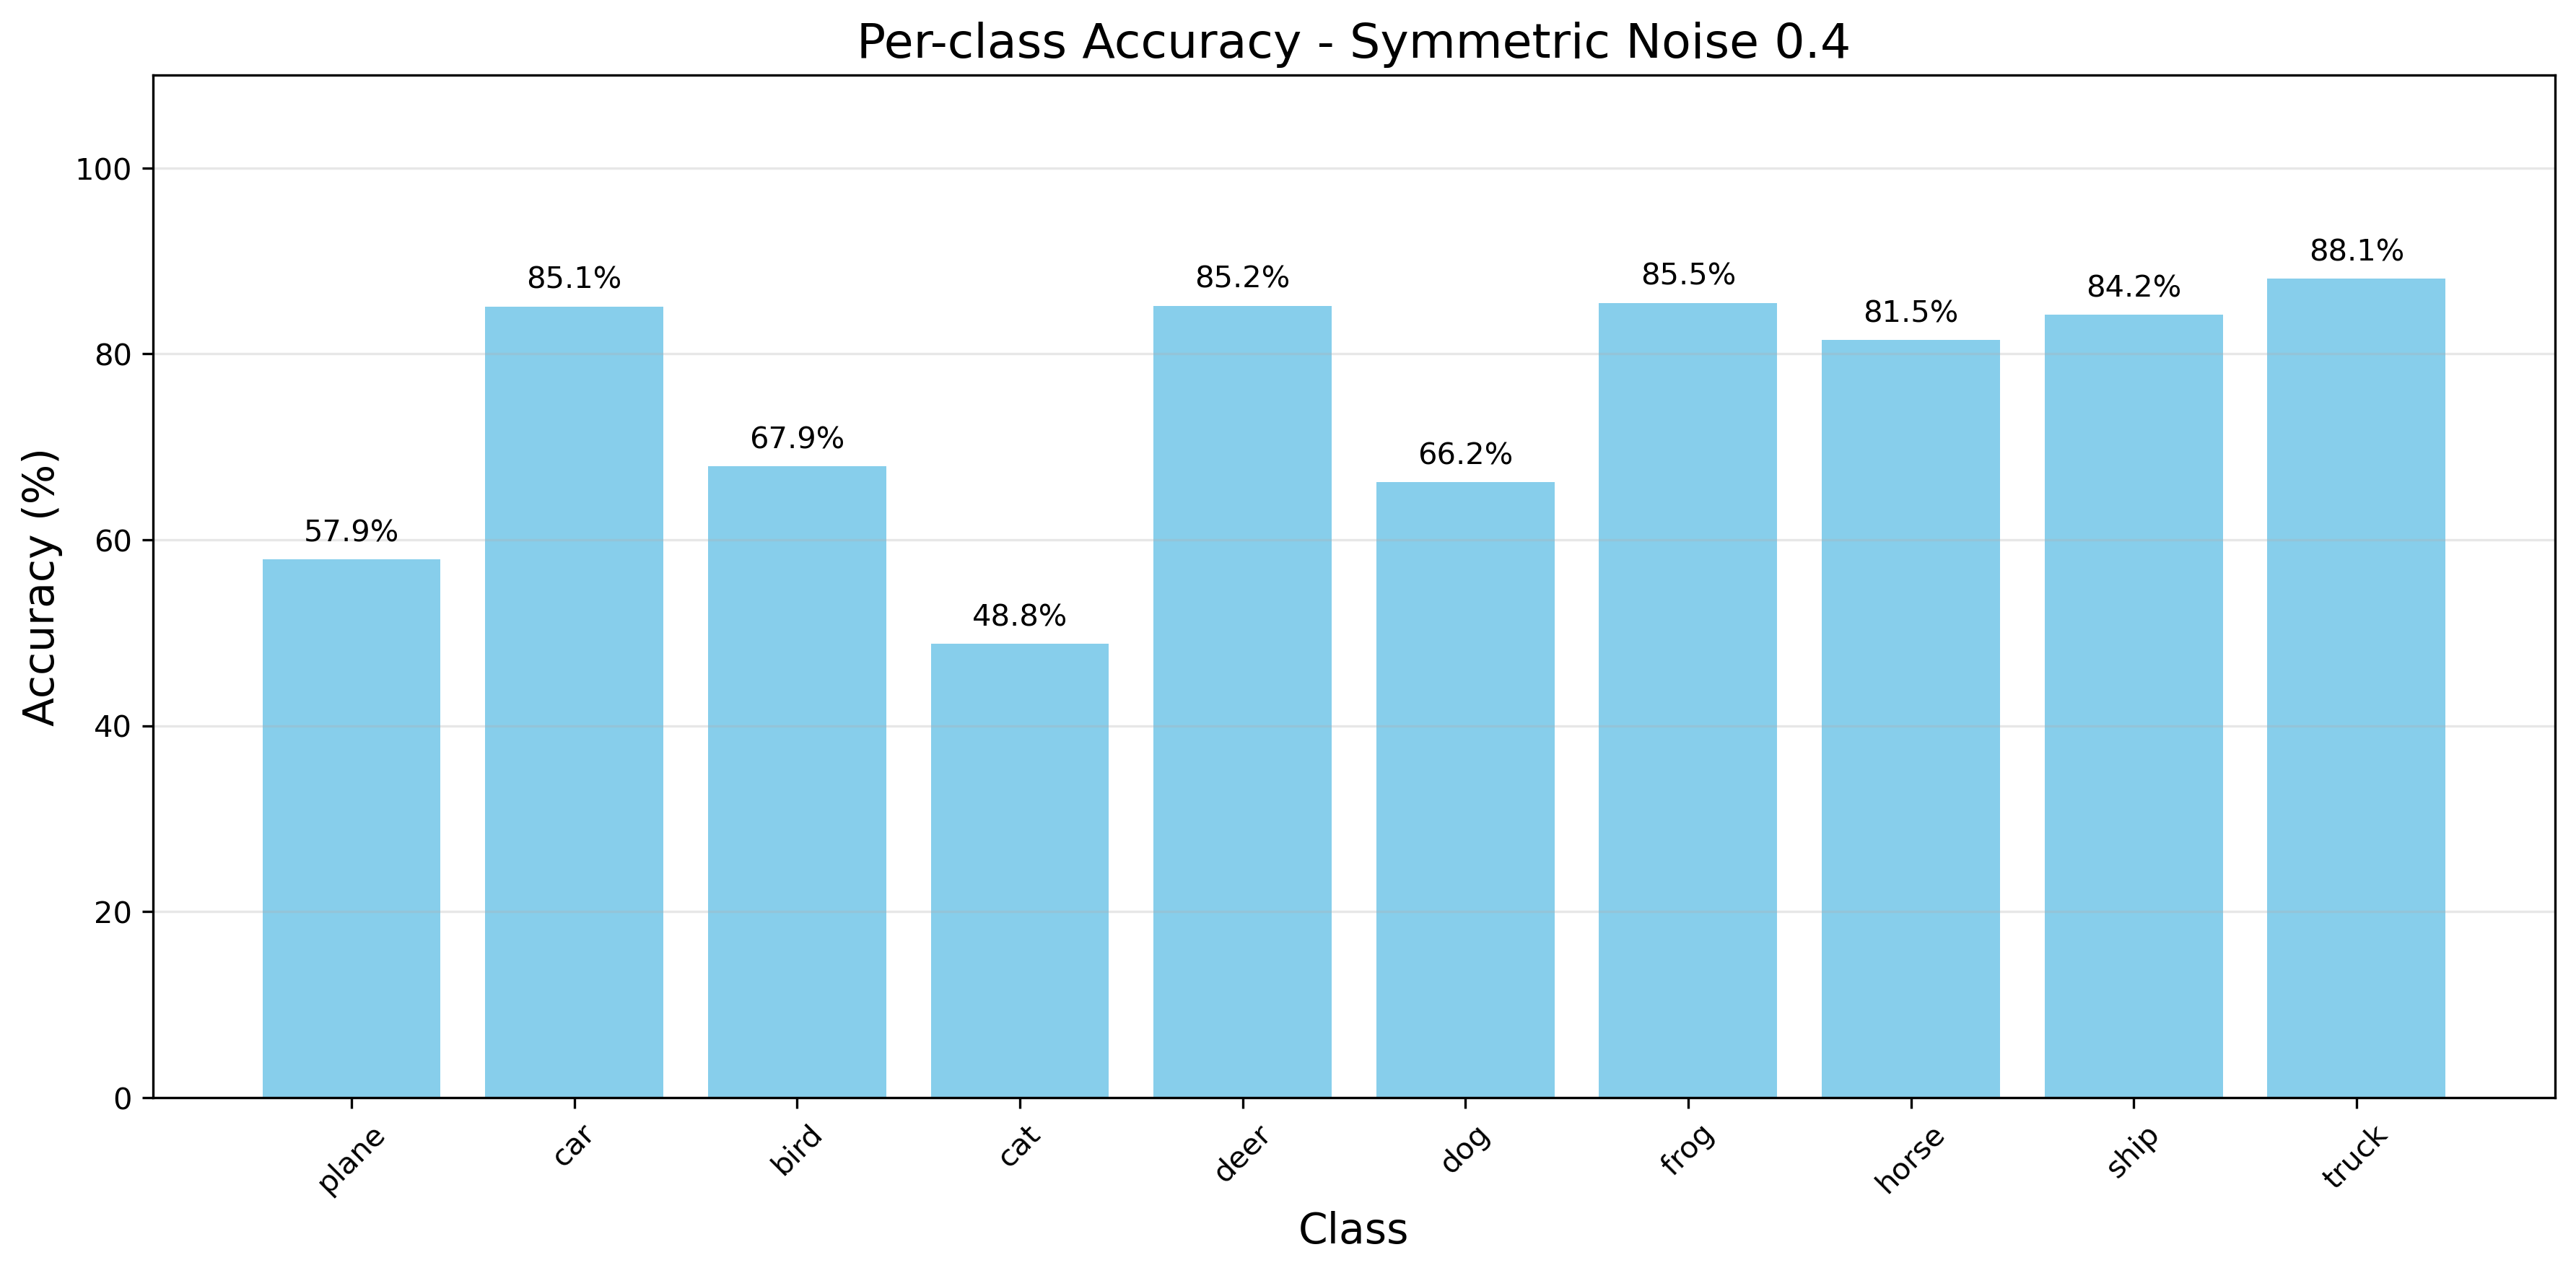 Per-class Accuracy - Symmetric Noise 0.4
Accuracy (%)
100
80
60
40
20
0
57.9%
85.1%
67.9%
48.8%
85.2%
66.2%
85.5%
81.5%
84.2%
88.1%
plane
car
bird
cat
deer
dog
frog
horse
ship
truck
Class